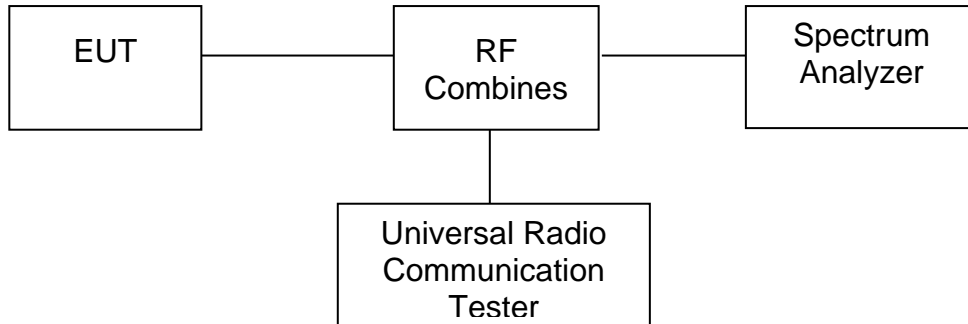 EUT
RF
Combines
Spectrum
Analyzer
Universal Radio
Communication
Tester